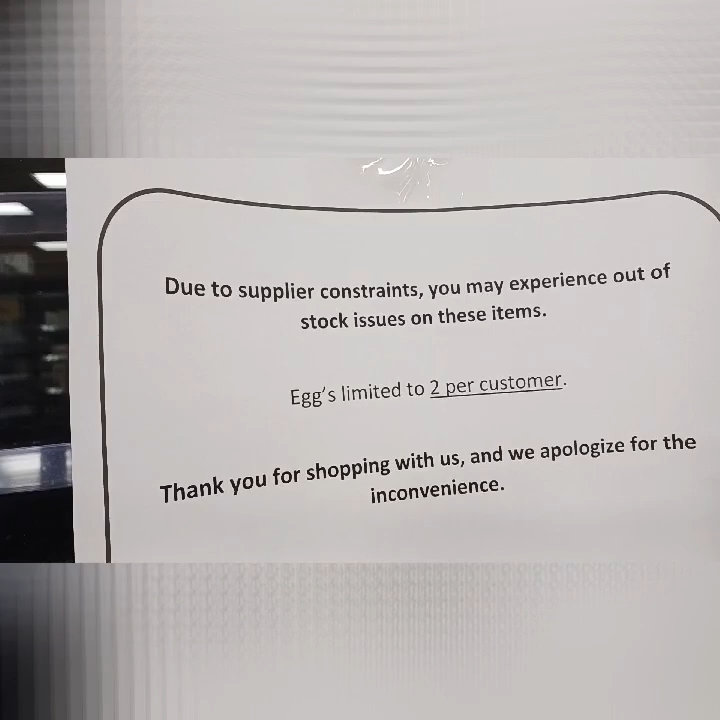 Due to supplier constraints, you may experience out of
stock issues on these items.
Egg's limited to 2 per customer.
Thank you for shopping with us, and we apologize for the
inconvenience.